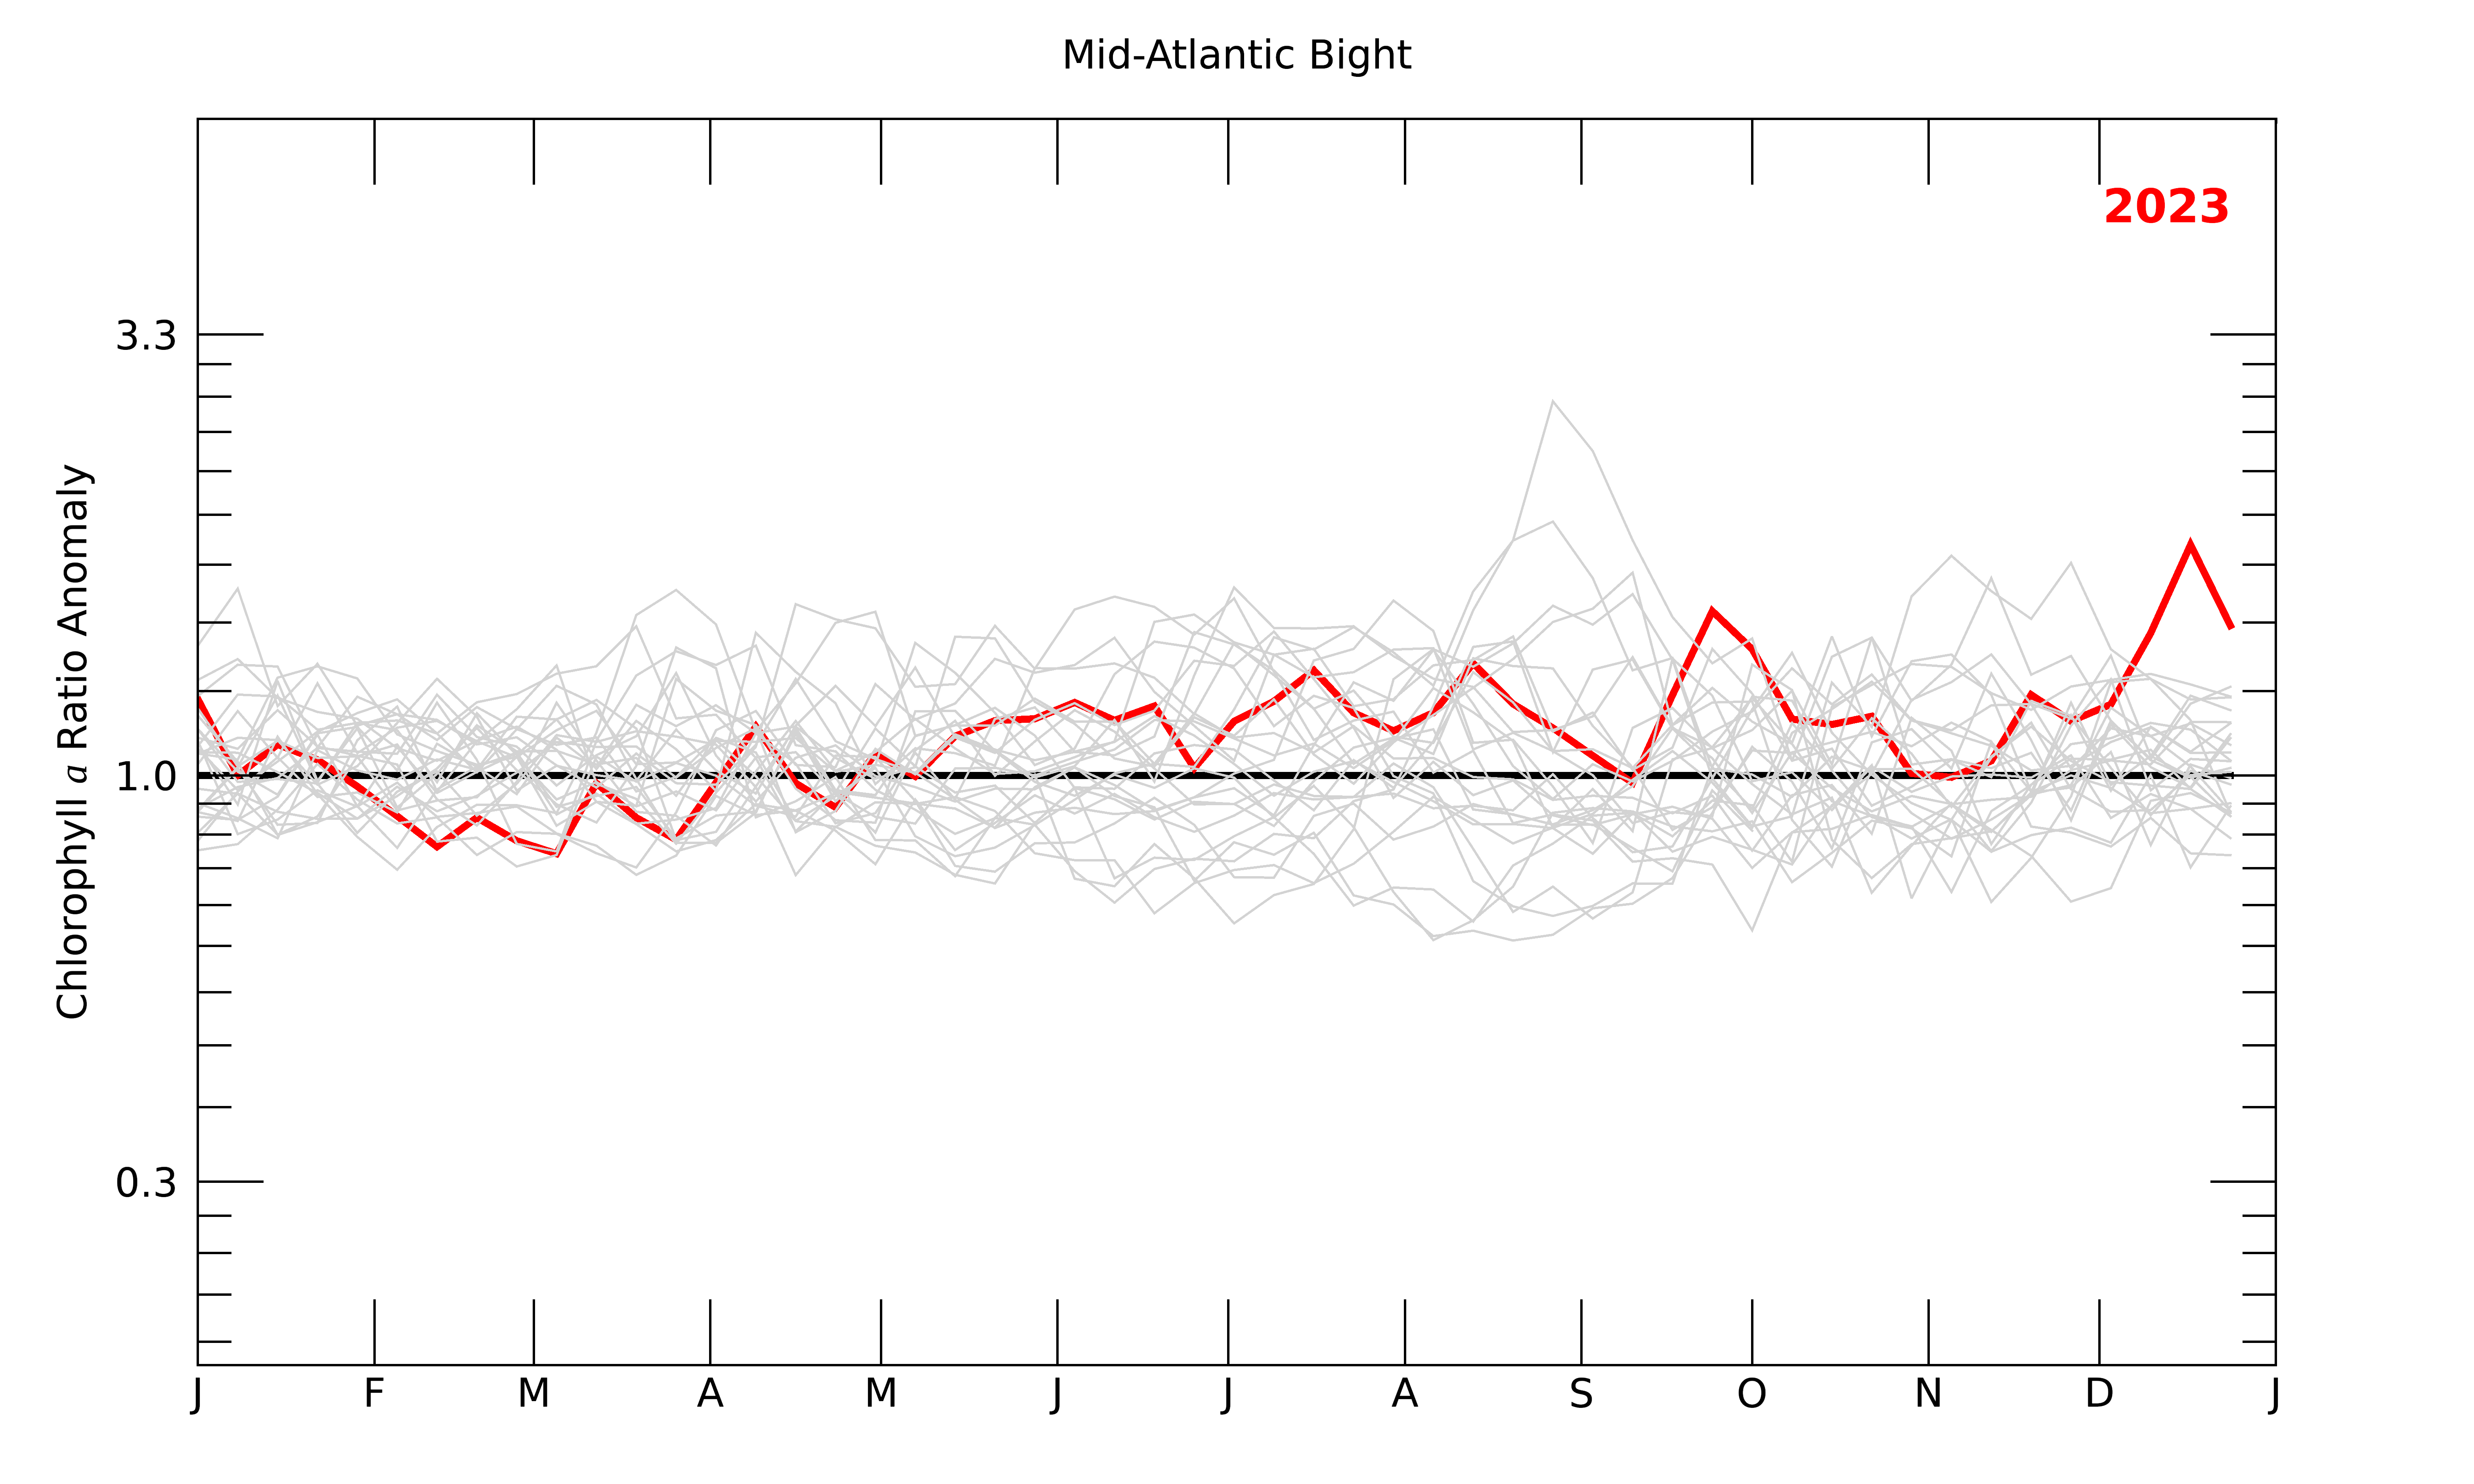 Mid-Atlantic Bight
2023
Chlorophyll a Ratio Anomaly
3.3
1.0
0.3
J F M A M J J A S O N D J